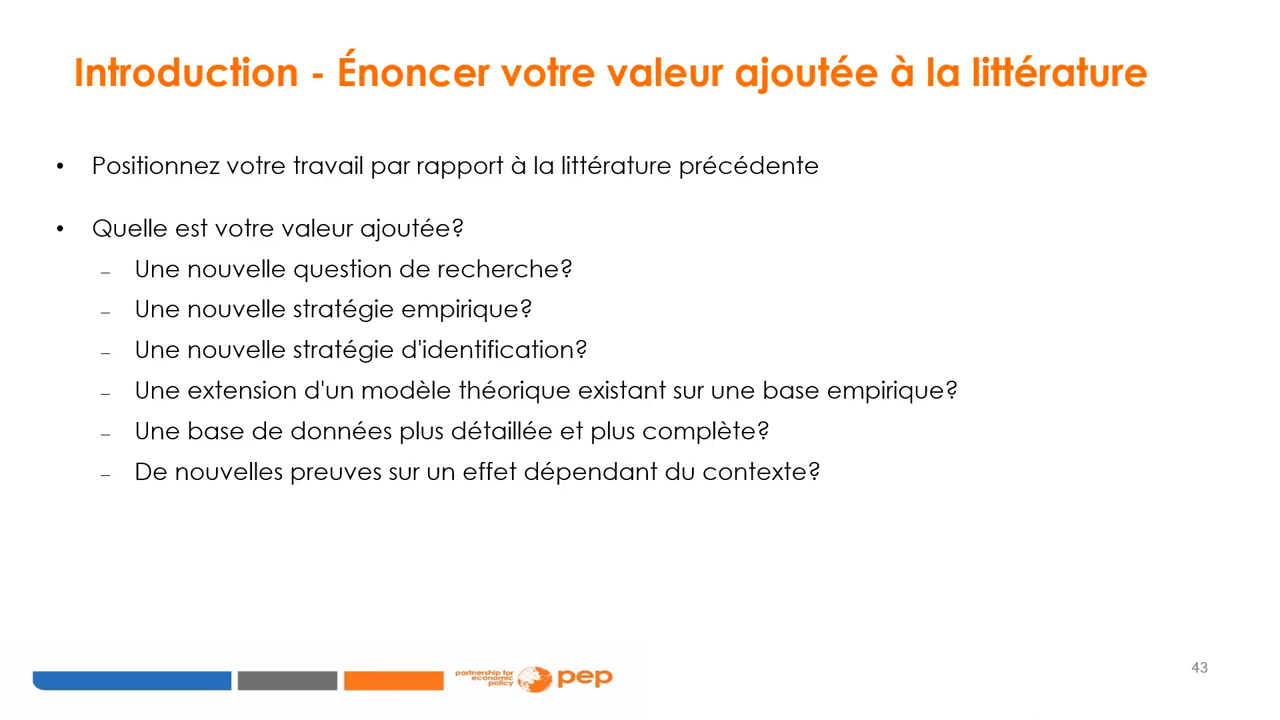 Introduction - Énoncer votre valeur ajoutée à la littérature
• Positionnez votre travail par rapport à la littérature précédente
• Quelle est votre valeur ajoutée?
– Une nouvelle question de recherche?
– Une nouvelle stratégie empirique?
– Une nouvelle stratégie d'identification?
– Une extension d'un modèle théorique existant sur une base empirique?
– Une base de données plus détaillée et plus complète?
– De nouvelles preuves sur un effet dépendant du contexte?
partnership for
economic
policy
pep
43